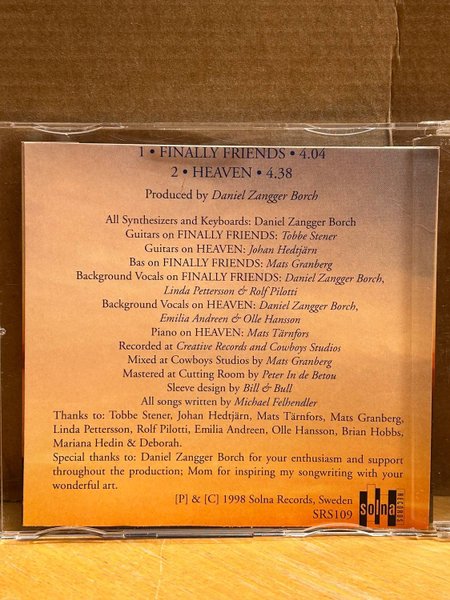 1 • FINALLY FRIENDS • 4.04
2 • HEAVEN • 4.38
Produced by Daniel Zangger Borch
All Synthesizers and Keyboards: Daniel Zangger Borch
Guitars on FINALLY FRIENDS: Tobbe Stener
Guitars on HEAVEN: Johan Hedtjärn
Bas on FINALLY FRIENDS: Mats Granberg
Background Vocals on FINALLY FRIENDS: Daniel Zangger Borch,
Linda Pettersson & Rolf Pilotti
Background Vocals on HEAVEN: Daniel Zangger Borch,
Emilia Andreen & Olle Hansson
Piano on HEAVEN: Mats Tärnfors
Recorded at Creative Records and Cowboys Studios
Mixed at Cowboys Studios by Mats Granberg
Mastered at Cutting Room by Peter In de Betou
Sleeve design by Bill & Bull
All songs written by Michael Felhendler
Thanks to: Tobbe Stener, Johan Hedtjärn, Mats Tärnfors, Mats Granberg,
Linda Pettersson, Rolf Pilotti, Emilia Andreen, Olle Hansson, Brian Hobbs,
Mariana Hedin & Deborah.
Special thanks to: Daniel Zangger Borch for your enthusiasm and support
throughout the production; Mom for inspiring my songwriting with your
wonderful art.
[P] & [C] 1998 Solna Records, Sweden
SRS109
solna
RECORDS